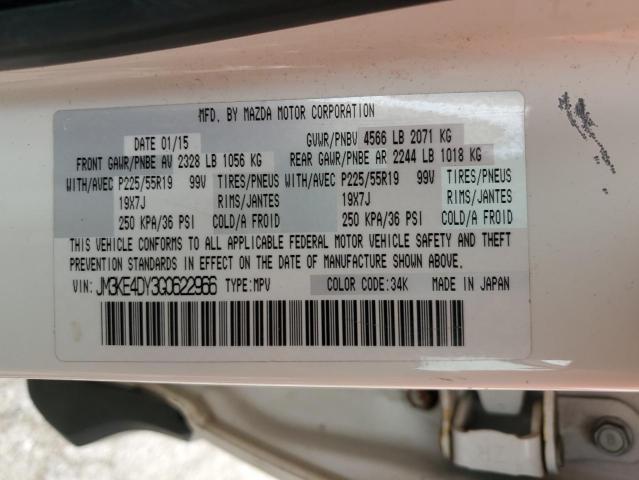 MFD. BY MAZDA MOTOR CORPORATION
DATE 01/15 GVWR/PNBV 4566 LB 2071 KG
FRONT GAWR/PNBE AV 2328 LB 1056 KG REAR GAWR/PNBE AR 2244 LB 1018 KG
WITH/AVEC P225/55R19 99V TIRES/PNEUS WITH/AVEC P225/55R19 99V TIRES/PNEUS
19X7J RIMS/JANTES 19X7J RIMS/JANTES
250 KPA/36 PSI COLD/A FROID 250 KPA/36 PSI COLD/A FROID
THIS VEHICLE CONFORMS TO ALL APPLICABLE FEDERAL MOTOR VEHICLE SAFETY AND THEFT
PREVENTION STANDARDS IN EFFECT ON THE DATE OF MANUFACTURE SHOWN ABOVE.
VIN: JM3KE4DY3G0622966 TYPE: MPV COLOR CODE: 34K MADE IN JAPAN